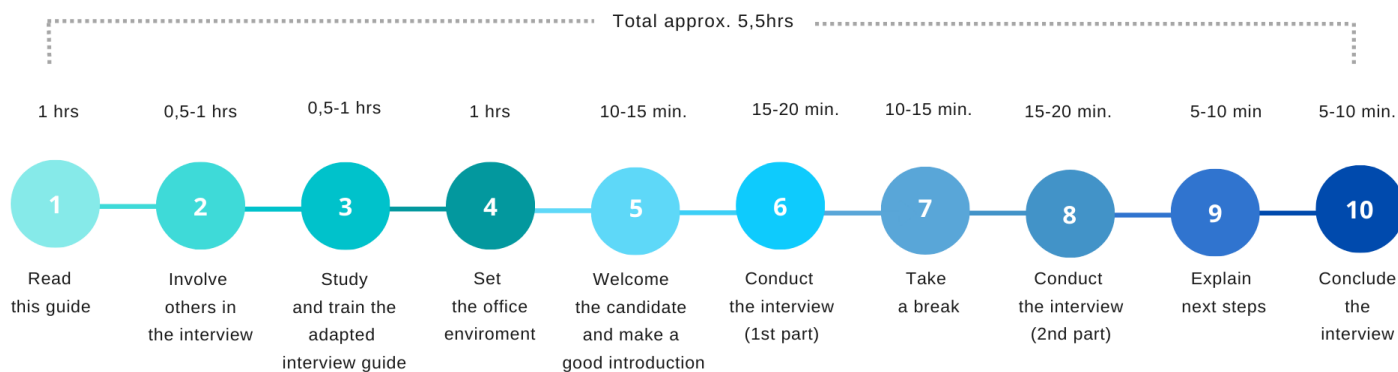 Total approx. 5,5hrs
1 hrs
0,5-1 hrs
0,5-1 hrs
1 hrs
10-15 min.
15-20 min.
10-15 min.
15-20 min.
5-10 min
5-10 min.
1
2
3
4
5
6
7
8
9
10
Read
this guide
Involve
others in
the interview
Study
and train the
adapted
interview guide
Set
the office
enviroment
Welcome
the candidate
and make a
good introduction
Conduct
the interview
(1st part)
Take
a break
Conduct
the interview
(2nd part)
Explain
next steps
Conclude
the
interview